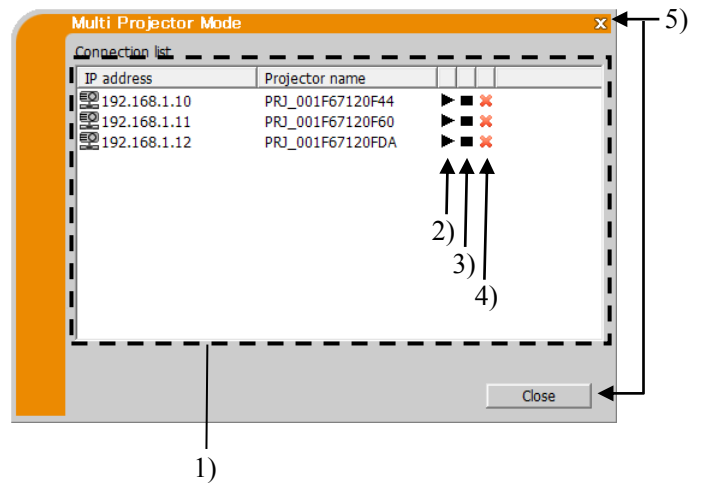 Multi Projector Mode x 5)
Connection list
IP address Projector name
192.168.1.10 PRJ_001F67120F44
192.168.1.11 PRJ_001F67120F60
192.168.1.12 PRJ_001F67120FDA
2)
3)
4)
Close
1)